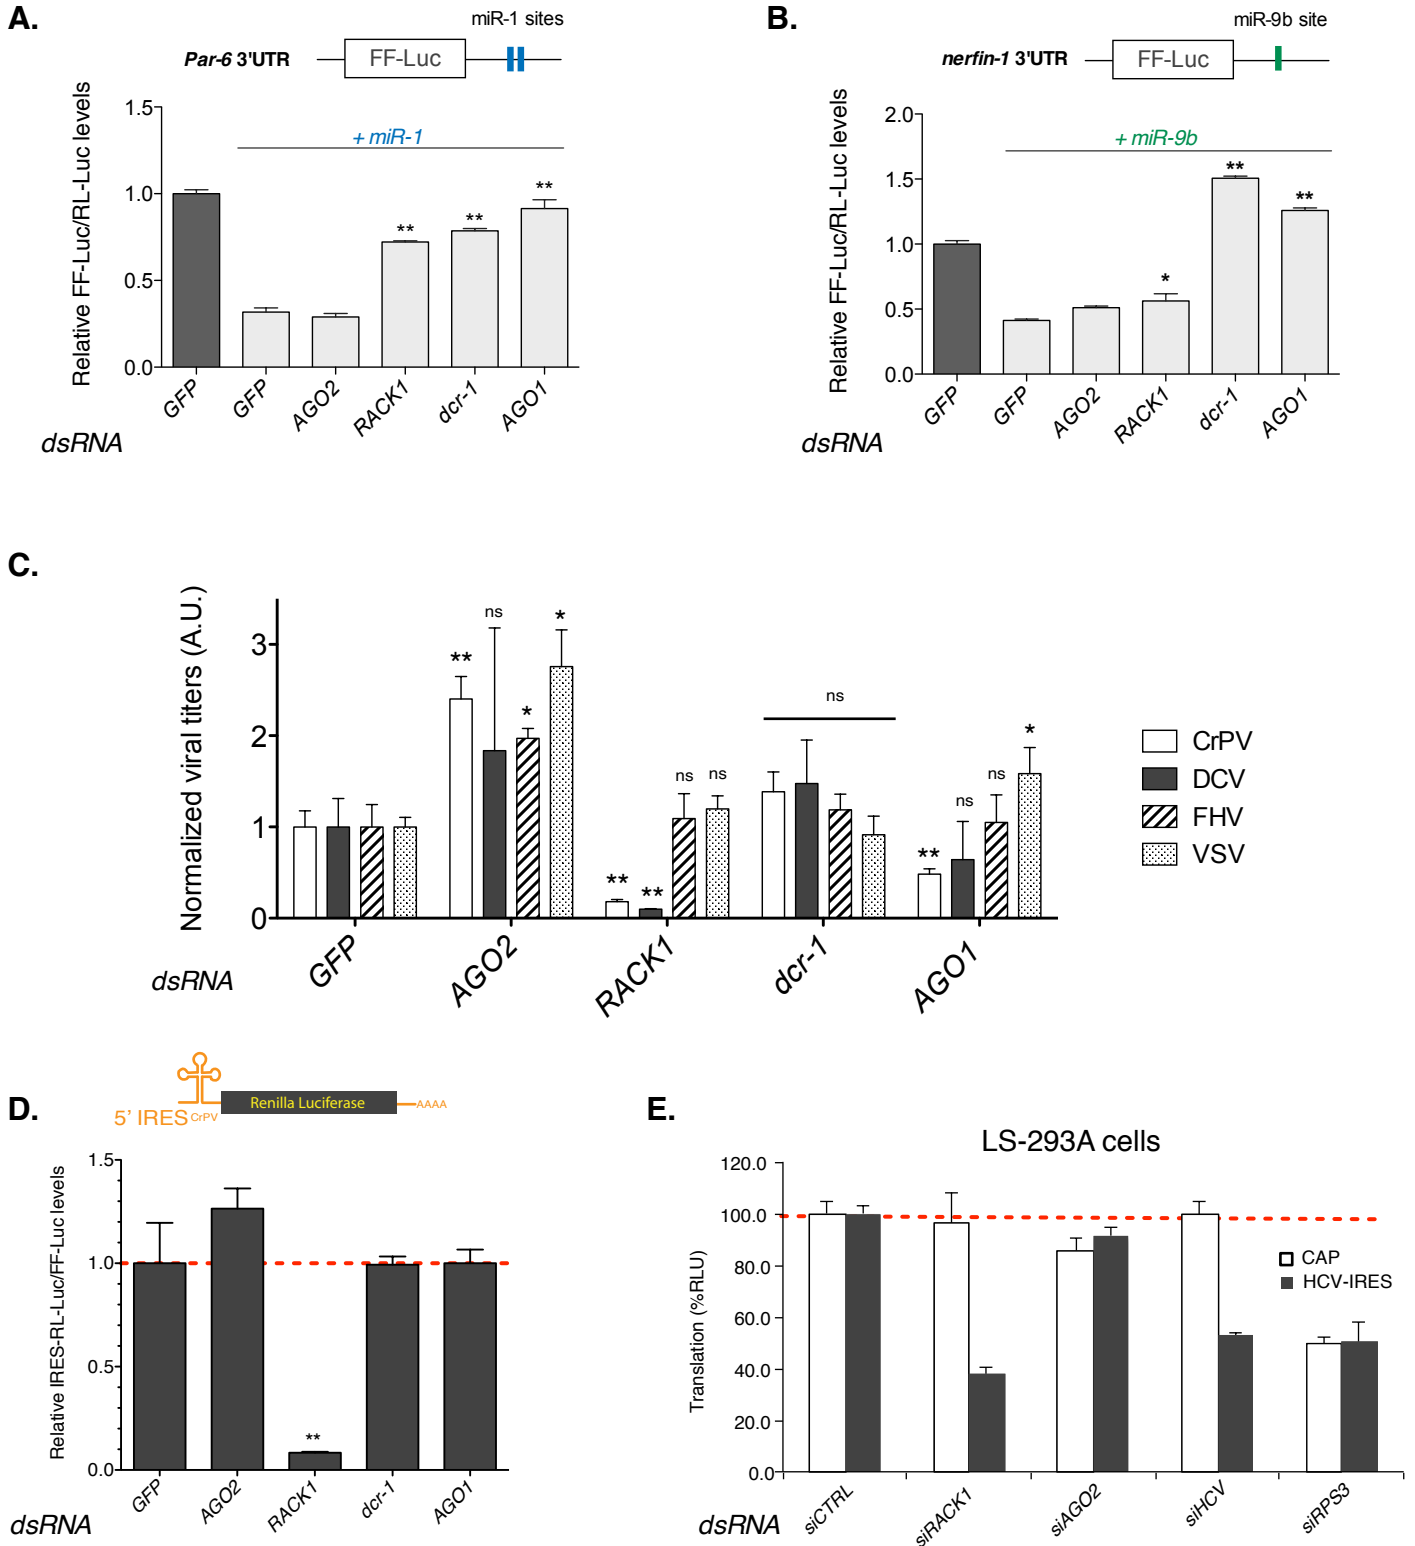 A.
miR-1 sites
Par-6 3'UTR
FF-Luc
Relative FF-Luc/RL-Luc levels
1.5
1.0
0.5
0.0
+ miR-1
**
**
**
GFP
GFP
AGO2
RACK1
dcr-1
AGO1
dsRNA
B.
miR-9b site
nerfin-1 3'UTR
FF-Luc
Relative FF-Luc/RL-Luc levels
2.0
1.5
1.0
0.5
0.0
+ miR-9b
*
**
**
GFP
GFP
AGO2
RACK1
dcr-1
AGO1
dsRNA
C.
Normalized viral titers (A.U.)
3
2
1
0
**
ns
*
*
**
**
ns
ns
ns
**
ns
ns
*
GFP
AGO2
RACK1
dcr-1
AGO1
dsRNA
CrPV
DCV
FHV
VSV
D.
5' IRES CrPV
Renilla Luciferase
AAAA
Relative IRES-RL-Luc/FF-Luc levels
1.5
1.0
0.5
0.0
**
GFP
AGO2
RACK1
dcr-1
AGO1
dsRNA
E.
LS-293A cells
Translation (%RLU)
120.0
100.0
80.0
60.0
40.0
20.0
0.0
CAP
HCV-IRES
siCTRL
siRACK1
siAGO2
siHCV
siRPS3
dsRNA